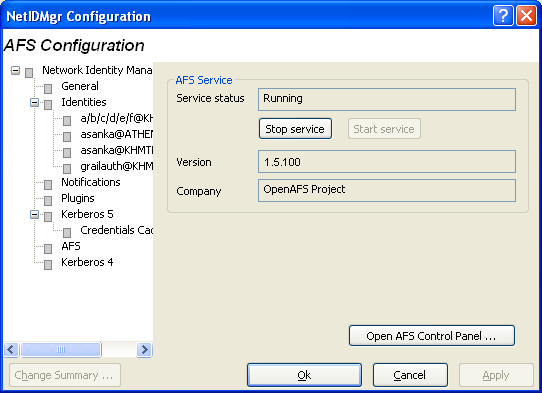 NetIDMgr Configuration
AFS Configuration
Network Identity Mana
General
Identities
a/b/c/d/e/f@KH
asanka@ATHEN
asanka@KHMTI
grailauth@KHM
Notifications
Plugins
Kerberos 5
Credentials Cac
AFS
Kerberos 4
AFS Service
Service status Running
Stop service Start service
Version 1.5.100
Company OpenAFS Project
Open AFS Control Panel ...
Change Summary ... Ok Cancel Apply